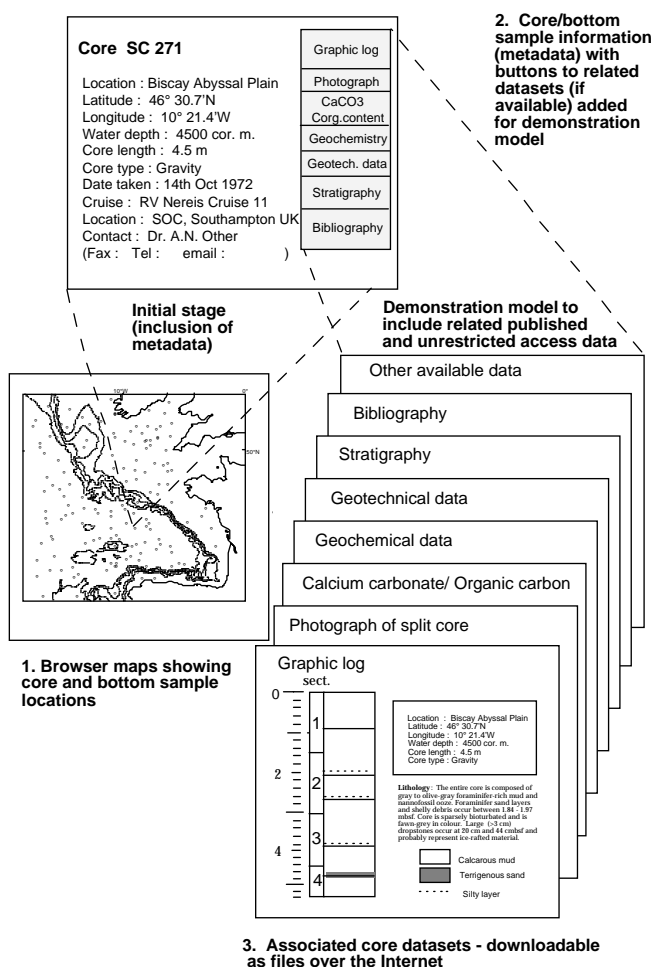 Core SC 271
Location : Biscay Abyssal Plain
Latitude : 46° 30.7'N
Longitude : 10° 21.4'W
Water depth : 4500 cor. m.
Core length : 4.5 m
Core type : Gravity
Date taken : 14th Oct 1972
Cruise : RV Nereis Cruise 11
Location : SOC, Southampton UK
Contact : Dr. A.N. Other
(Fax : Tel : email : )
Graphic log
Photograph
CaCO3
Corg.content
Geochemistry
Geotech. data
Stratigraphy
Bibliography
2. Core/bottom
sample information
(metadata) with
buttons to related
datasets (if
available) added
for demonstration
model
Initial stage
(inclusion of
metadata)
Demonstration model to
include related published
and unrestricted access data
10°W
0°
50°N
1. Browser maps showing
core and bottom sample
locations
Other available data
Bibliography
Stratigraphy
Geotechnical data
Geochemical data
Calcium carbonate/ Organic carbon
Photograph of split core
Graphic log
sect.
0
2
4
1
2
3
4
Location : Biscay Abyssal Plain
Latitude : 46° 30.7'N
Longitude : 10° 21.4'W
Water depth : 4500 cor. m.
Core length : 4.5 m
Core type : Gravity
Lithology: The entire core is composed of
gray to olive-gray foraminifer-rich mud and
nannofossil ooze. Foraminifer sand layers
and shelly debris occur between 1.84 - 1.97
mbsf. Core is sparsely bioturbated and is
fawn-grey in colour. Large (>3 cm)
dropstones occur at 20 cm and 44 cmbsf and
probably represent ice-rafted material.
Calcarous mud
Terrigenous sand
Silty layer
3. Associated core datasets - downloadable
as files over the Internet